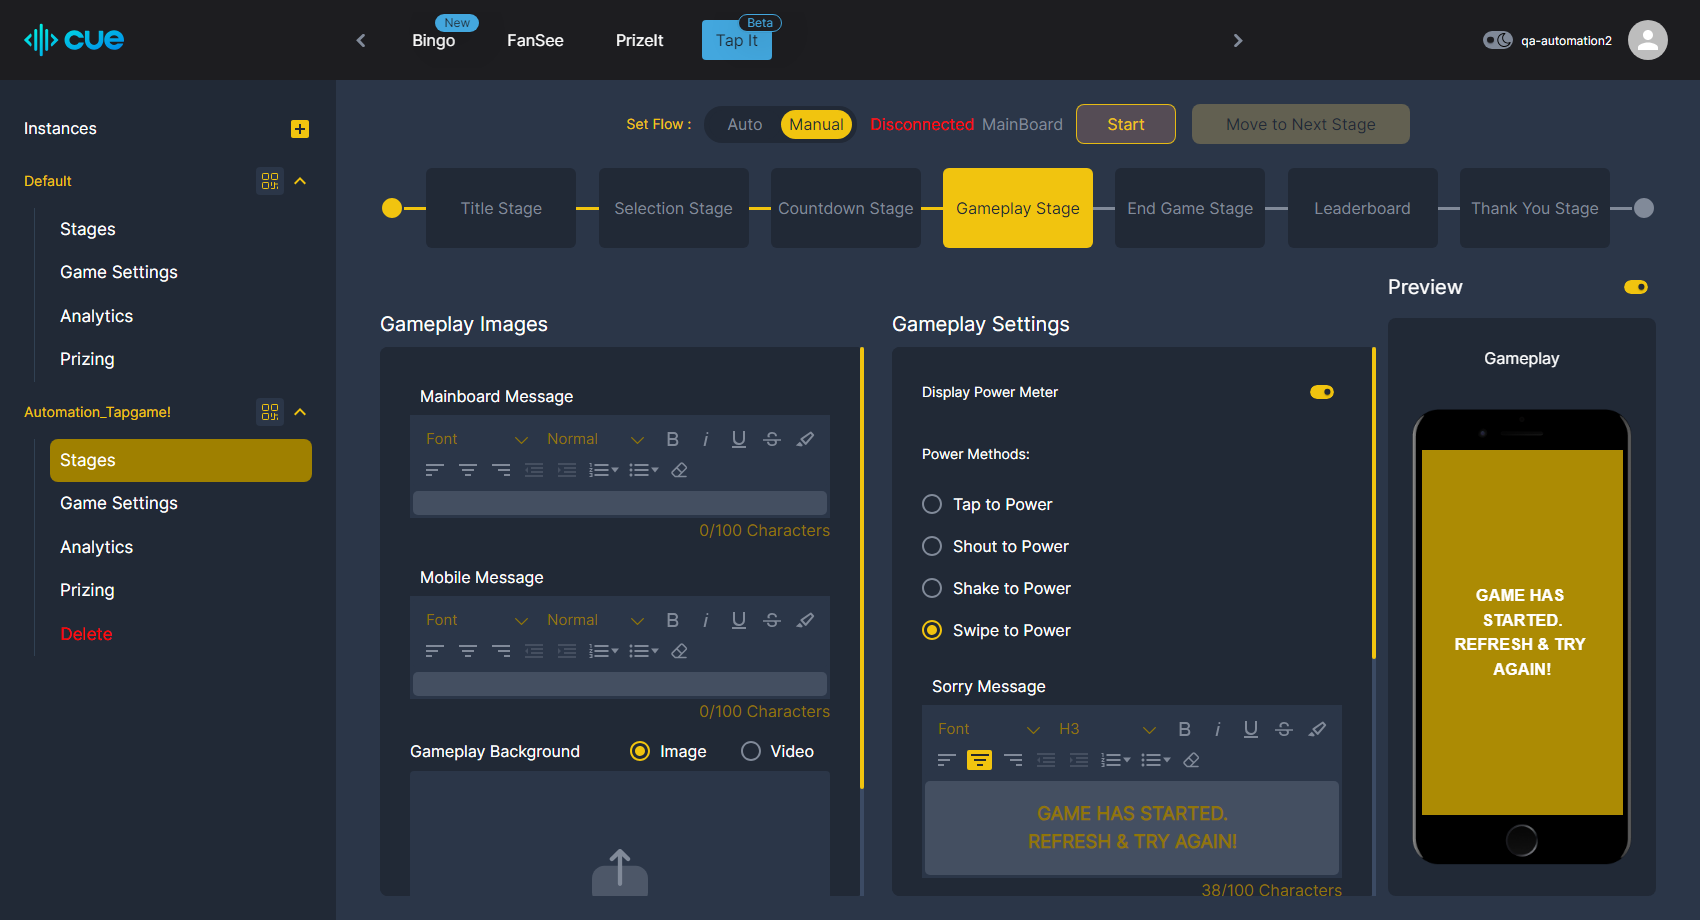 cue
New
Bingo
FanSee
PrizeIt
Beta
Tap It
qa-automation2
Instances
Default
Stages
Game Settings
Analytics
Prizing
Automation_Tapgame!
Stages
Game Settings
Analytics
Prizing
Delete
Set Flow :
Auto
Manual
Disconnected MainBoard
Start
Move to Next Stage
Title Stage
Selection Stage
Countdown Stage
Gameplay Stage
End Game Stage
Leaderboard
Thank You Stage
Gameplay Images
Mainboard Message
Font
Normal
B
i
U
S
0/100 Characters
Mobile Message
Font
Normal
B
i
U
S
0/100 Characters
Gameplay Background
Image
Video
Gameplay Settings
Display Power Meter
Power Methods:
Tap to Power
Shout to Power
Shake to Power
Swipe to Power
Sorry Message
Font
H3
B
i
U
S
GAME HAS STARTED.
REFRESH & TRY AGAIN!
38/100 Characters
Preview
Gameplay
GAME HAS
STARTED.
REFRESH & TRY
AGAIN!